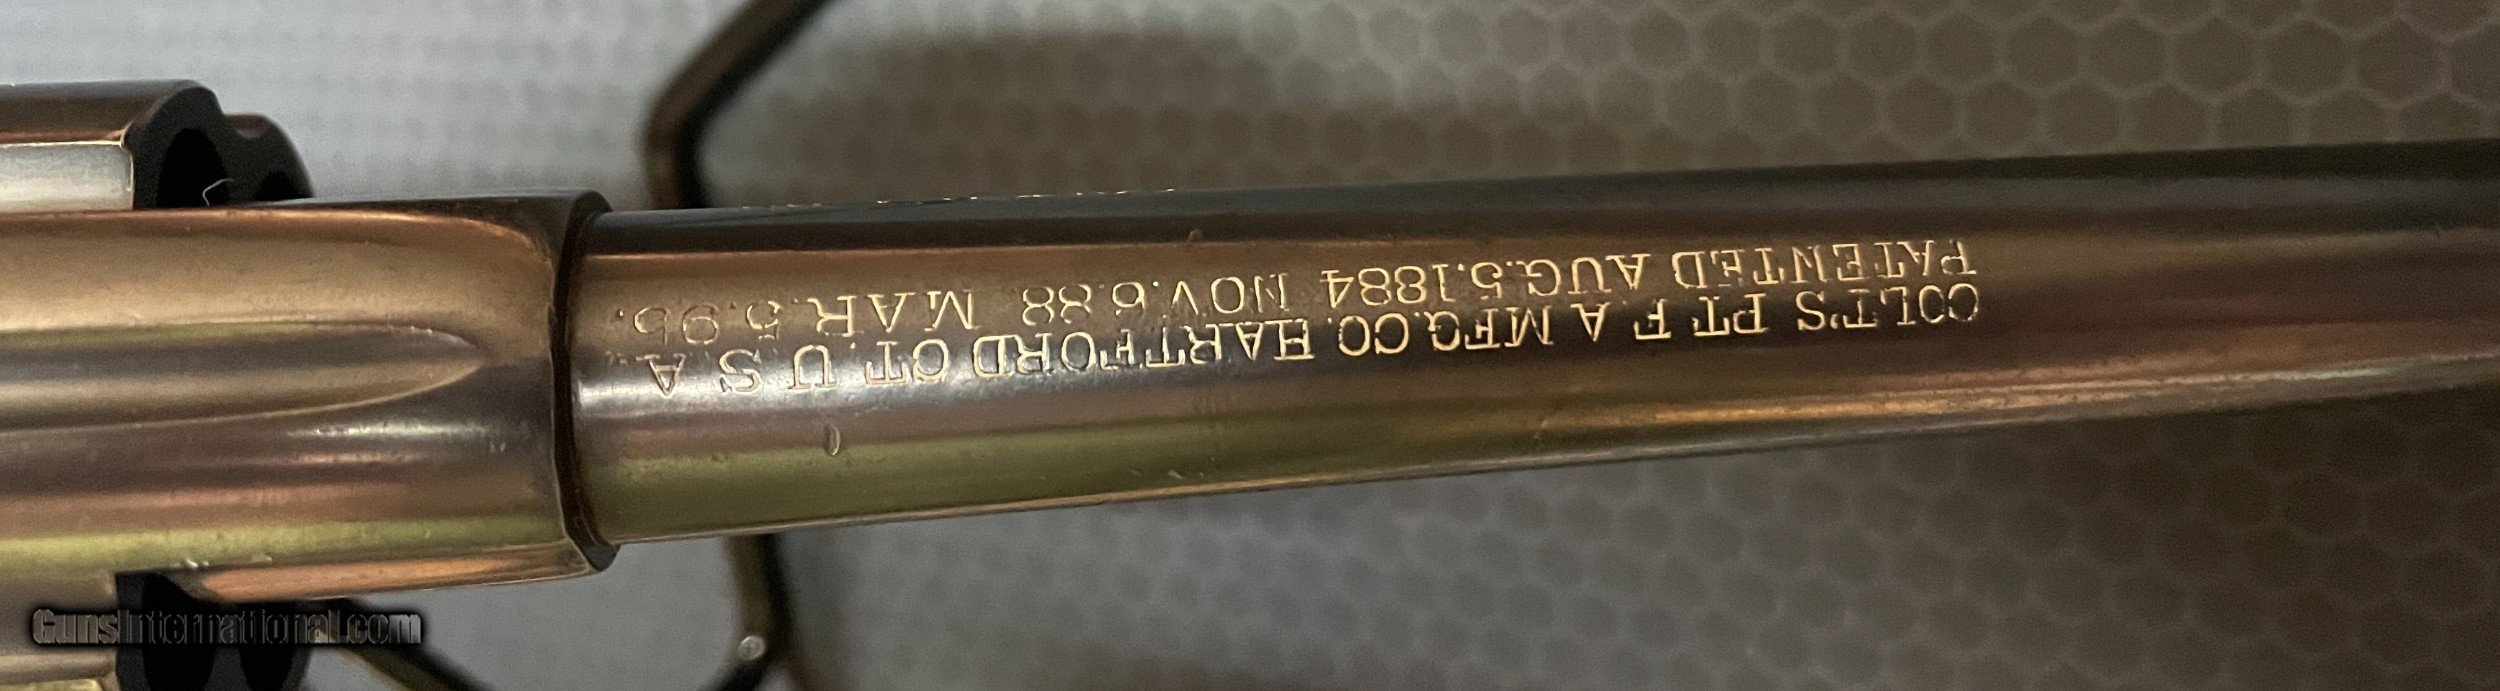 COLT'S PT. F. A. MFG. CO. HARTFORD CT. U. S. A.
PATENTED AUG. 5. 1884 NOV. 6. 88. MAR. 5. 95.
GunsInternational.com